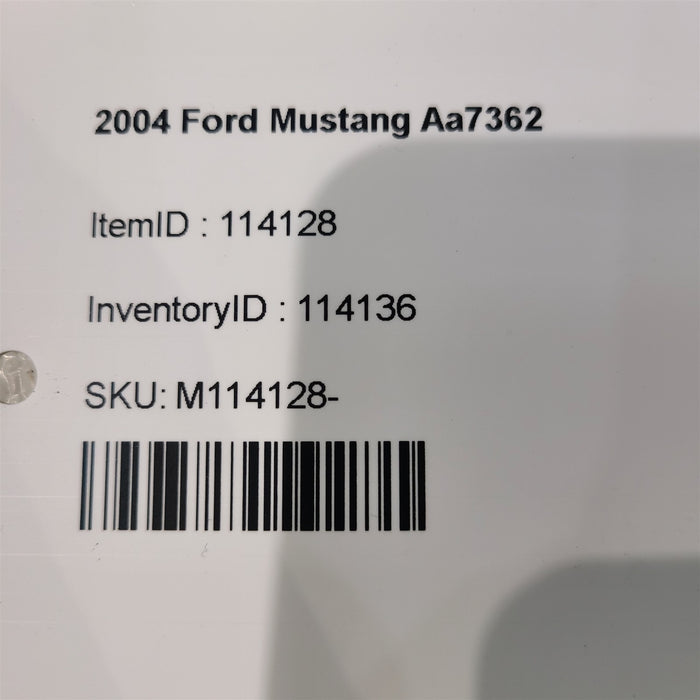 2004 Ford Mustang Aa7362
ItemID : 114128
InventoryID : 114136
SKU: M114128-